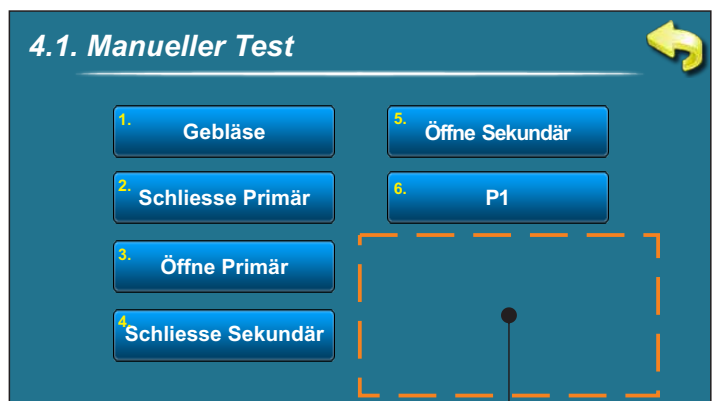 4.1. Manueller Test
1. Gebläse
2. Schliesse Primär
3. Öffne Primär
4. Schliesse Sekundär
5. Öffne Sekundär
6. P1